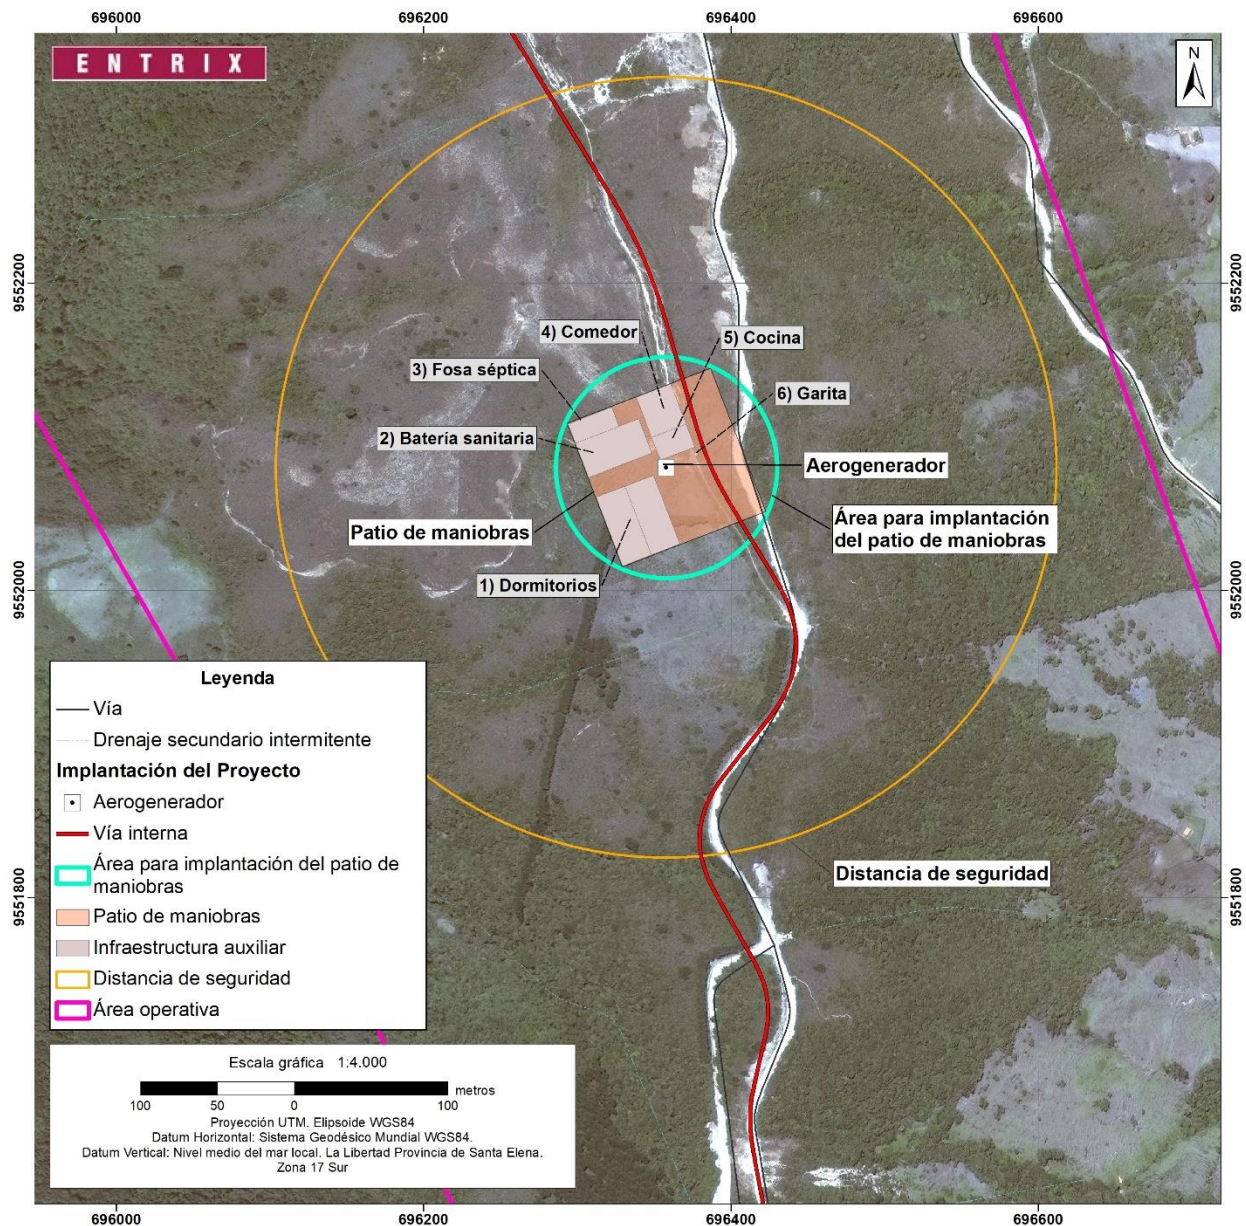 696000
696200
696400
696600
ENTRIX
N
9552200
9552200
4) Comedor
5) Cocina
3) Fosa séptica
6) Garita
2) Batería sanitaria
Aerogenerador
Patio de maniobras
Área para implantación
del patio de maniobras
1) Dormitorios
9552000
9552000
Leyenda
Vía
Drenaje secundario intermitente
Implantación del Proyecto
Aerogenerador
Vía interna
Área para implantación del patio de
maniobras
Patio de maniobras
Infraestructura auxiliar
Distancia de seguridad
Área operativa
Distancia de seguridad
9551800
9551800
Escala gráfica 1:4.000
metros
100 50 0 100
Proyección UTM. Elipsoide WGS84
Datum Horizontal: Sistema Geodésico Mundial WGS84.
Datum Vertical: Nivel medio del mar local. La Libertad Provincia de Santa Elena.
Zona 17 Sur
696000
696200
696400
696600